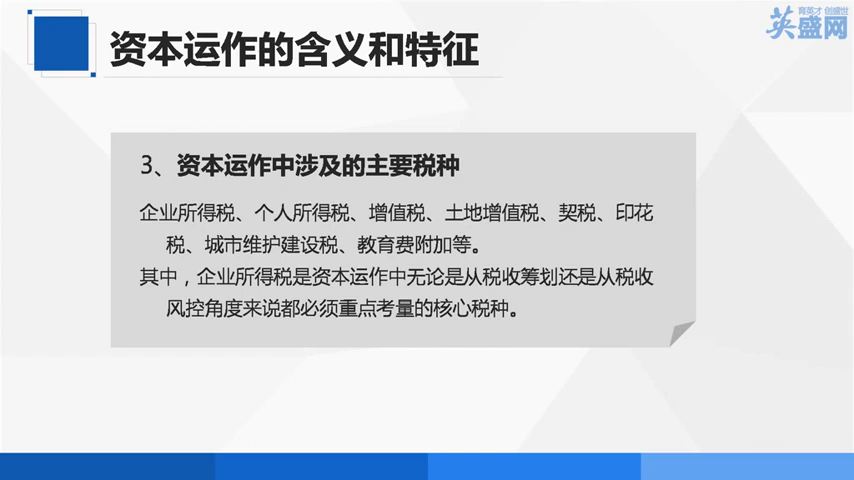 资本运作的含义和特征
育英才 创盛世
英盛网
3、资本运作中涉及的主要税种
企业所得税、个人所得税、增值税、土地增值税、契税、印花
税、城市维护建设税、教育费附加等。
其中，企业所得税是资本运作中无论是从税收筹划还是从税收
风控角度来说都必须重点考量的核心税种。